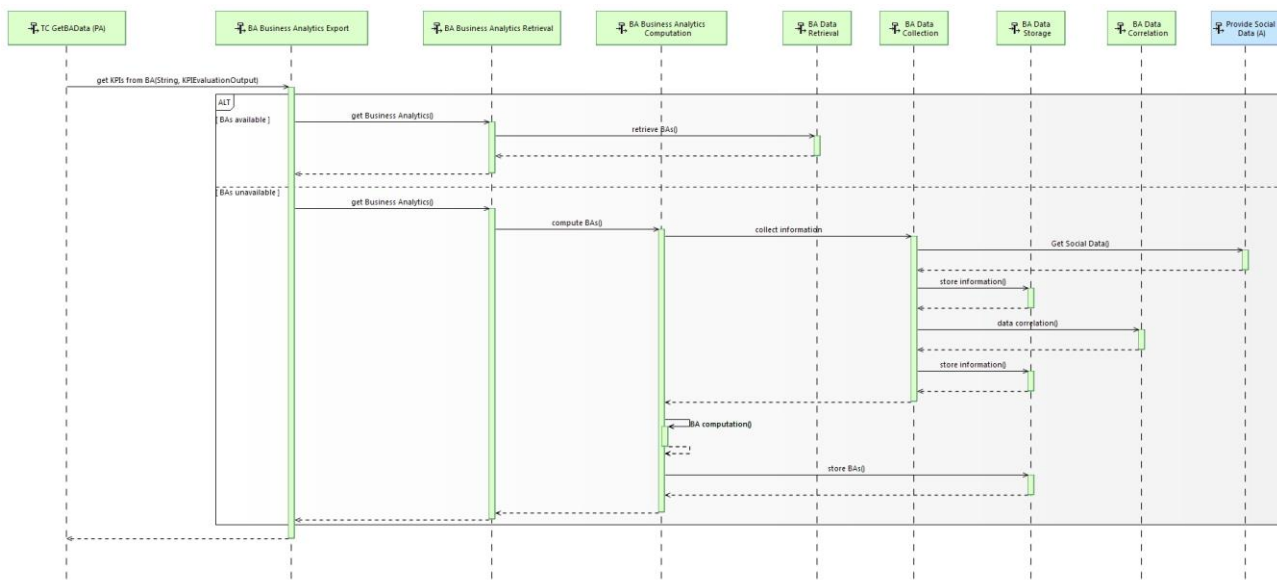 TC GetBAData (PA)
BA Business Analytics Export
BA Business Analytics Retrieval
BA Business Analytics
Computation
BA Data
Retrieval
BA Data
Collection
BA Data
Storage
BA Data
Correlation
Provide Social
Data (A)
get KPIs from BA(String, KPIEvaluationOutput)
ALT
[ BAs available ]
get Business Analytics()
retrieve BAs()
[ BAs unavailable ]
get Business Analytics()
compute BAs()
collect information
Get Social Data()
store information()
data correlation()
store information()
BA computation()
store BAs()